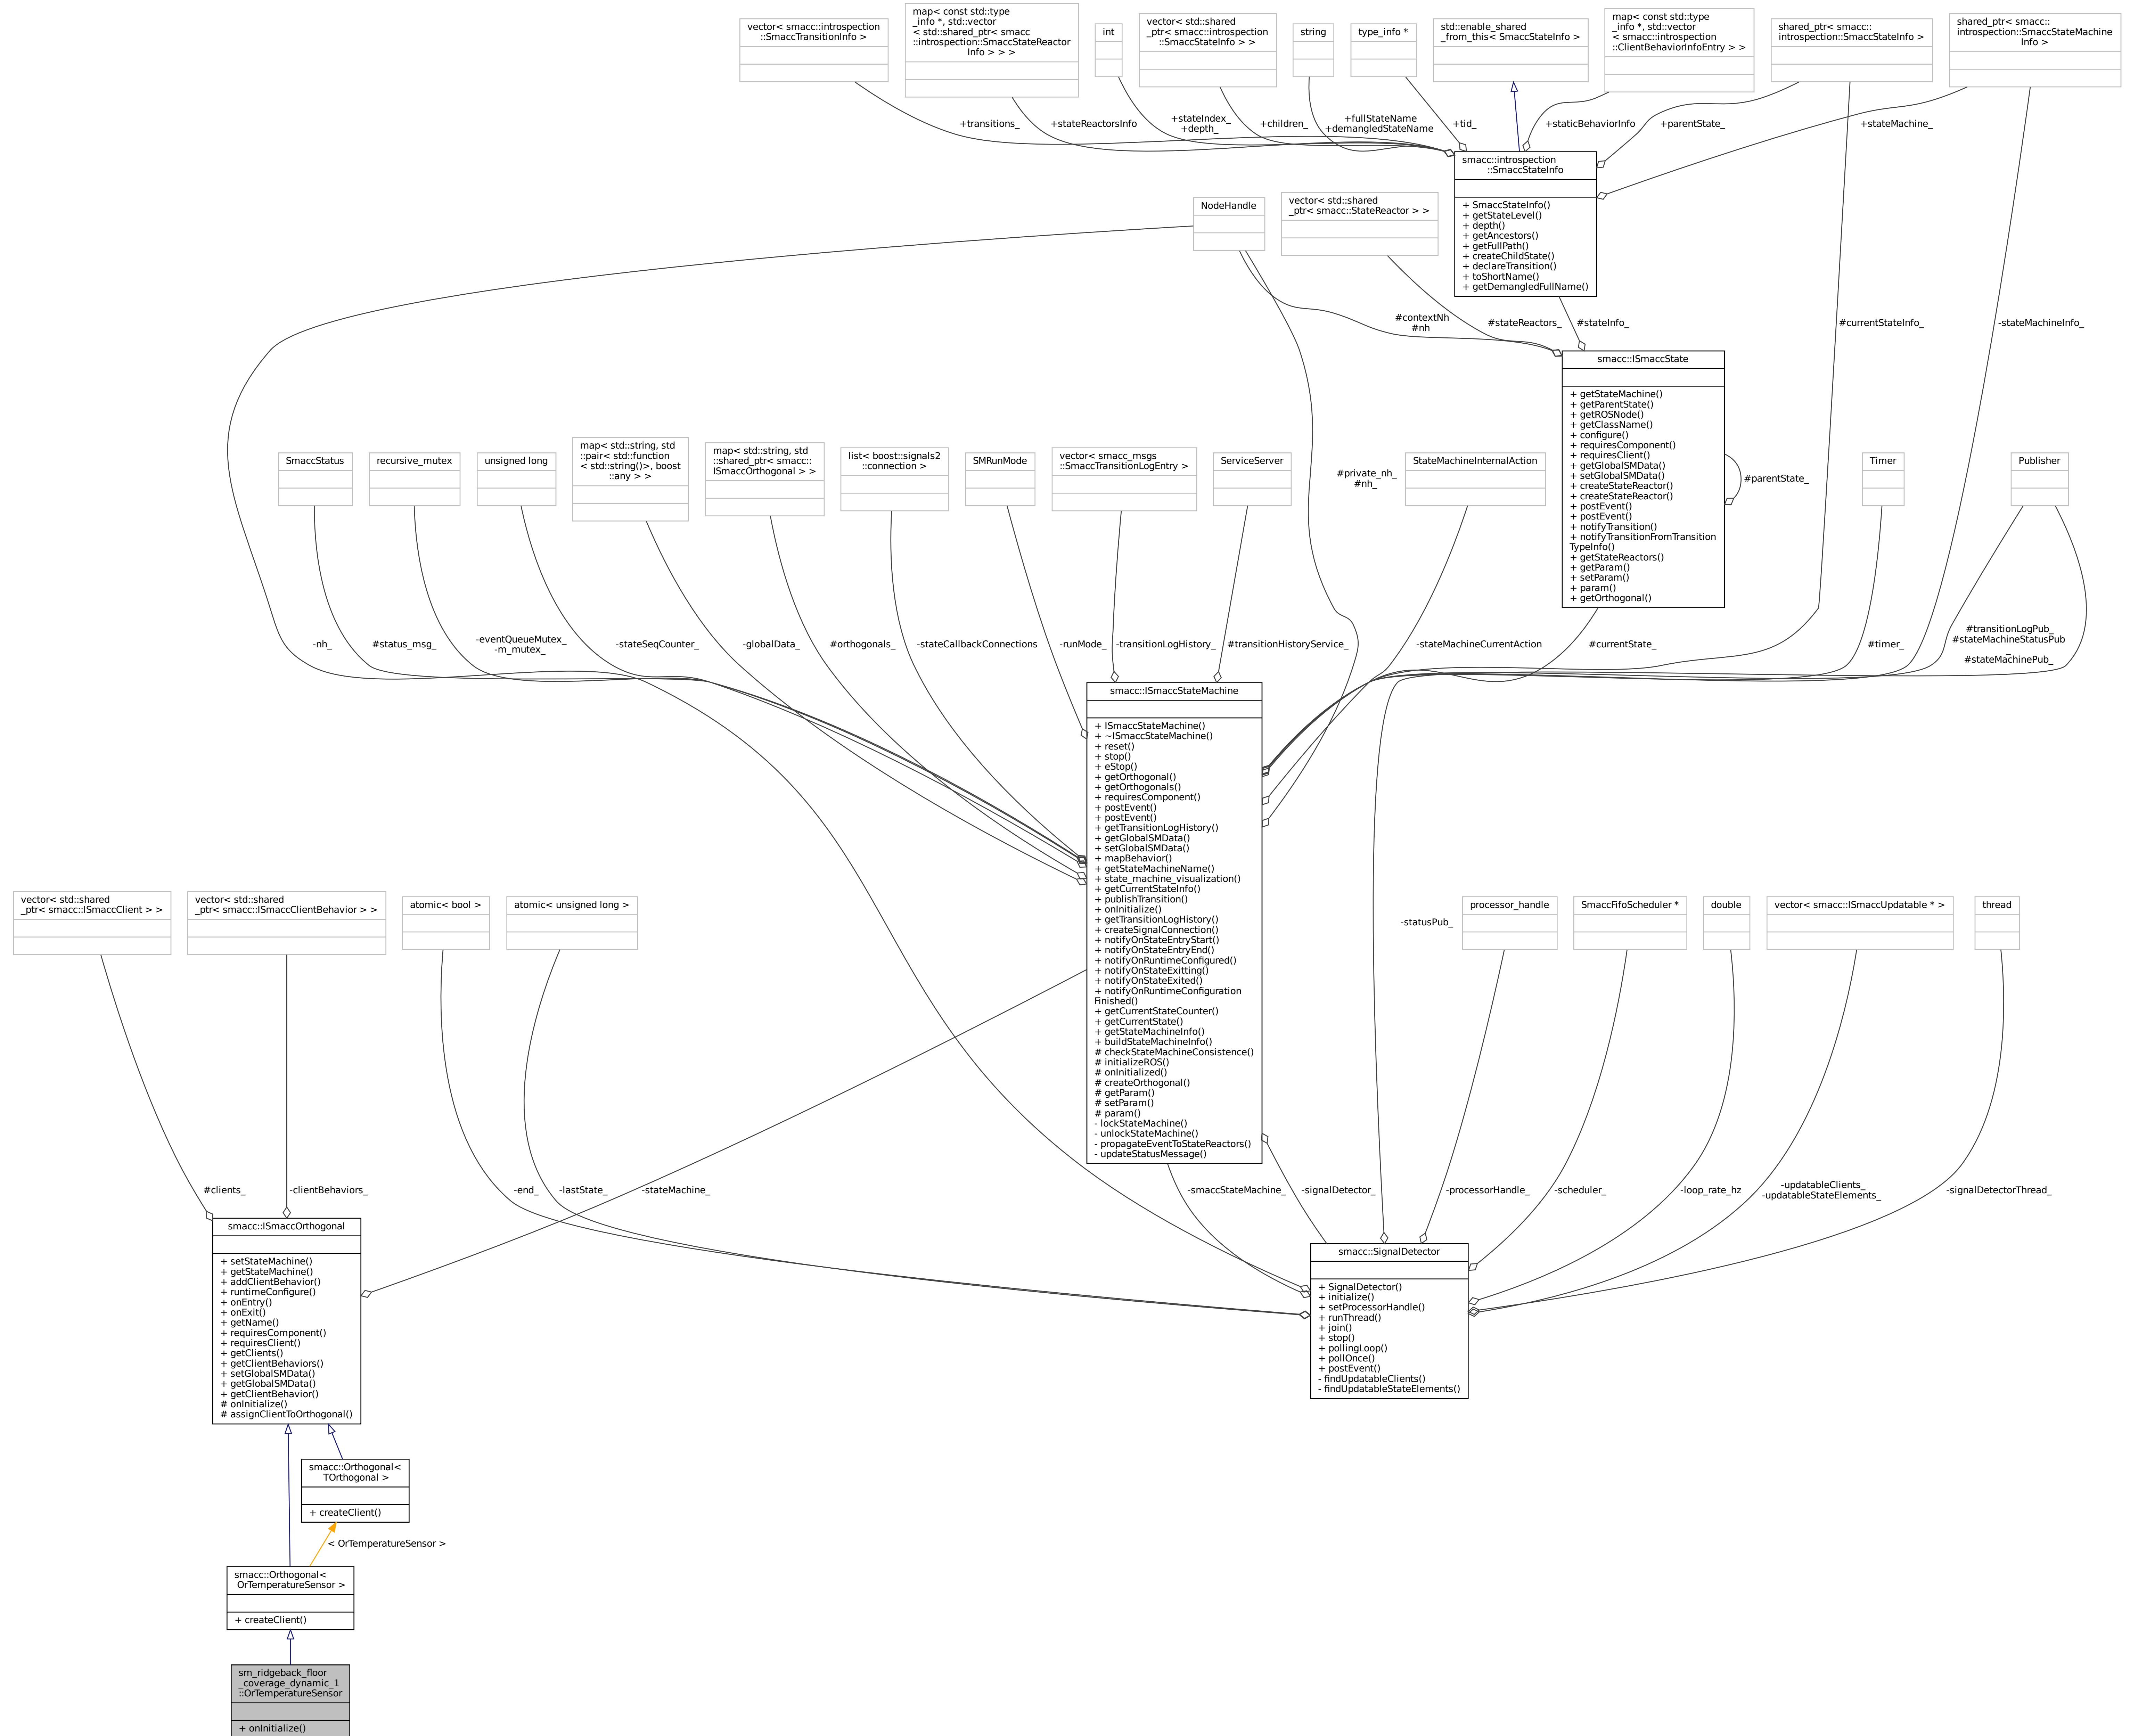 vector< smacc::introspection
::SmaccTransitionInfo >
map< const std::type
_info *, std::vector
< std::shared_ptr< smacc
::introspection::SmaccStateReactor
Info > > >
int
vector< std::shared
_ptr< smacc::introspection
::SmaccStateInfo > >
string
type_info *
std::enable_shared
_from_this< SmaccStateInfo >
map< const std::type
_info *, std::vector
< smacc::introspection
::ClientBehaviorInfoEntry > >
shared_ptr< smacc::
introspection::SmaccStateInfo >
shared_ptr< smacc::
introspection::SmaccStateMachine
Info >
+transitions_
+stateReactorsInfo
+stateIndex_
+depth_
+children_
+fullStateName
+demangledStateName
+tid_
+staticBehaviorInfo
+parentState_
+stateMachine_
smacc::introspection
::SmaccStateInfo
+ SmaccStateInfo()
+ getStateLevel()
+ depth()
+ getAncestors()
+ getFullPath()
+ createChildState()
+ declareTransition()
+ toShortName()
+ getDemangledFullName()
NodeHandle
vector< std::shared
_ptr< smacc::StateReactor > >
#contextNh
#nh
#stateReactors_
#stateInfo_
#currentStateInfo_
-stateMachineInfo_
smacc::ISmaccState
+ getStateMachine()
+ getParentState()
+ getROSNode()
+ getClassName()
+ configure()
+ requiresComponent()
+ requiresClient()
+ getGlobalSMData()
+ setGlobalSMData()
+ createStateReactor()
+ createStateReactor()
+ postEvent()
+ postEvent()
+ notifyTransition()
+ notifyTransitionFromTransition
TypeInfo()
+ getStateReactors()
+ getParam()
+ setParam()
+ param()
+ getOrthogonal()
#parentState_
SmaccStatus
recursive_mutex
unsigned long
map< std::string, std
::pair< std::function
< std::string()>, boost
::any > >
map< std::string, std
::shared_ptr< smacc::
ISmaccOrthogonal > >
list< boost::signals2
::connection >
SMRunMode
vector< smacc_msgs
::SmaccTransitionLogEntry >
ServiceServer
#private_nh_
#nh_
StateMachineInternalAction
Timer
Publisher
-nh_
#status_msg_
-eventQueueMutex_
-m_mutex_
-stateSeqCounter_
-globalData_
#orthogonals_
-stateCallbackConnections
-runMode_
-transitionLogHistory_
#transitionHistoryService_
-stateMachineCurrentAction
#currentState_
#timer_
#transitionLogPub_
#stateMachineStatusPub
_
#stateMachinePub_
smacc::ISmaccStateMachine
+ ISmaccStateMachine()
+ ~ISmaccStateMachine()
+ reset()
+ stop()
+ eStop()
+ getOrthogonal()
+ getOrthogonals()
+ requiresComponent()
+ postEvent()
+ postEvent()
+ getTransitionLogHistory()
+ getGlobalSMData()
+ setGlobalSMData()
+ mapBehavior()
+ getStateMachineName()
+ state_machine_visualization()
+ getCurrentStateInfo()
+ publishTransition()
+ onInitialize()
+ getTransitionLogHistory()
+ createSignalConnection()
+ notifyOnStateEntryStart()
+ notifyOnStateEntryEnd()
+ notifyOnRuntimeConfigured()
+ notifyOnStateExitting()
+ notifyOnStateExited()
+ notifyOnRuntimeConfiguration
Finished()
+ getCurrentStateCounter()
+ getCurrentState()
+ getStateMachineInfo()
+ buildStateMachineInfo()
# checkStateMachineConsistence()
# initializeROS()
# onInitialized()
# createOrthogonal()
# getParam()
# setParam()
# param()
- lockStateMachine()
- unlockStateMachine()
- propagateEventToStateReactors()
- updateStatusMessage()
vector< std::shared
_ptr< smacc::ISmaccClient > >
vector< std::shared
_ptr< smacc::ISmaccClientBehavior > >
atomic< bool >
atomic< unsigned long >
-statusPub_
processor_handle
SmaccFifoScheduler *
double
vector< smacc::ISmaccUpdatable * >
thread
#clients_
-clientBehaviors_
-end_
-lastState_
-stateMachine_
-smaccStateMachine_
-signalDetector_
-processorHandle_
-scheduler_
-loop_rate_hz
-updatableClients_
-updatableStateElements_
-signalDetectorThread_
smacc::ISmaccOrthogonal
+ setStateMachine()
+ getStateMachine()
+ addClientBehavior()
+ runtimeConfigure()
+ onEntry()
+ onExit()
+ getName()
+ requiresComponent()
+ requiresClient()
+ getClients()
+ getClientBehaviors()
+ setGlobalSMData()
+ getGlobalSMData()
+ getClientBehavior()
# onInitialize()
# assignClientToOrthogonal()
smacc::SignalDetector
+ SignalDetector()
+ initialize()
+ setProcessorHandle()
+ runThread()
+ join()
+ stop()
+ pollingLoop()
+ pollOnce()
+ postEvent()
- findUpdatableClients()
- findUpdatableStateElements()
smacc::Orthogonal<
TOrthogonal >
+ createClient()
< OrTemperatureSensor >
smacc::Orthogonal<
OrTemperatureSensor >
+ createClient()
sm_ridgeback_floor
_coverage_dynamic_1
::OrTemperatureSensor
+ onInitialize()